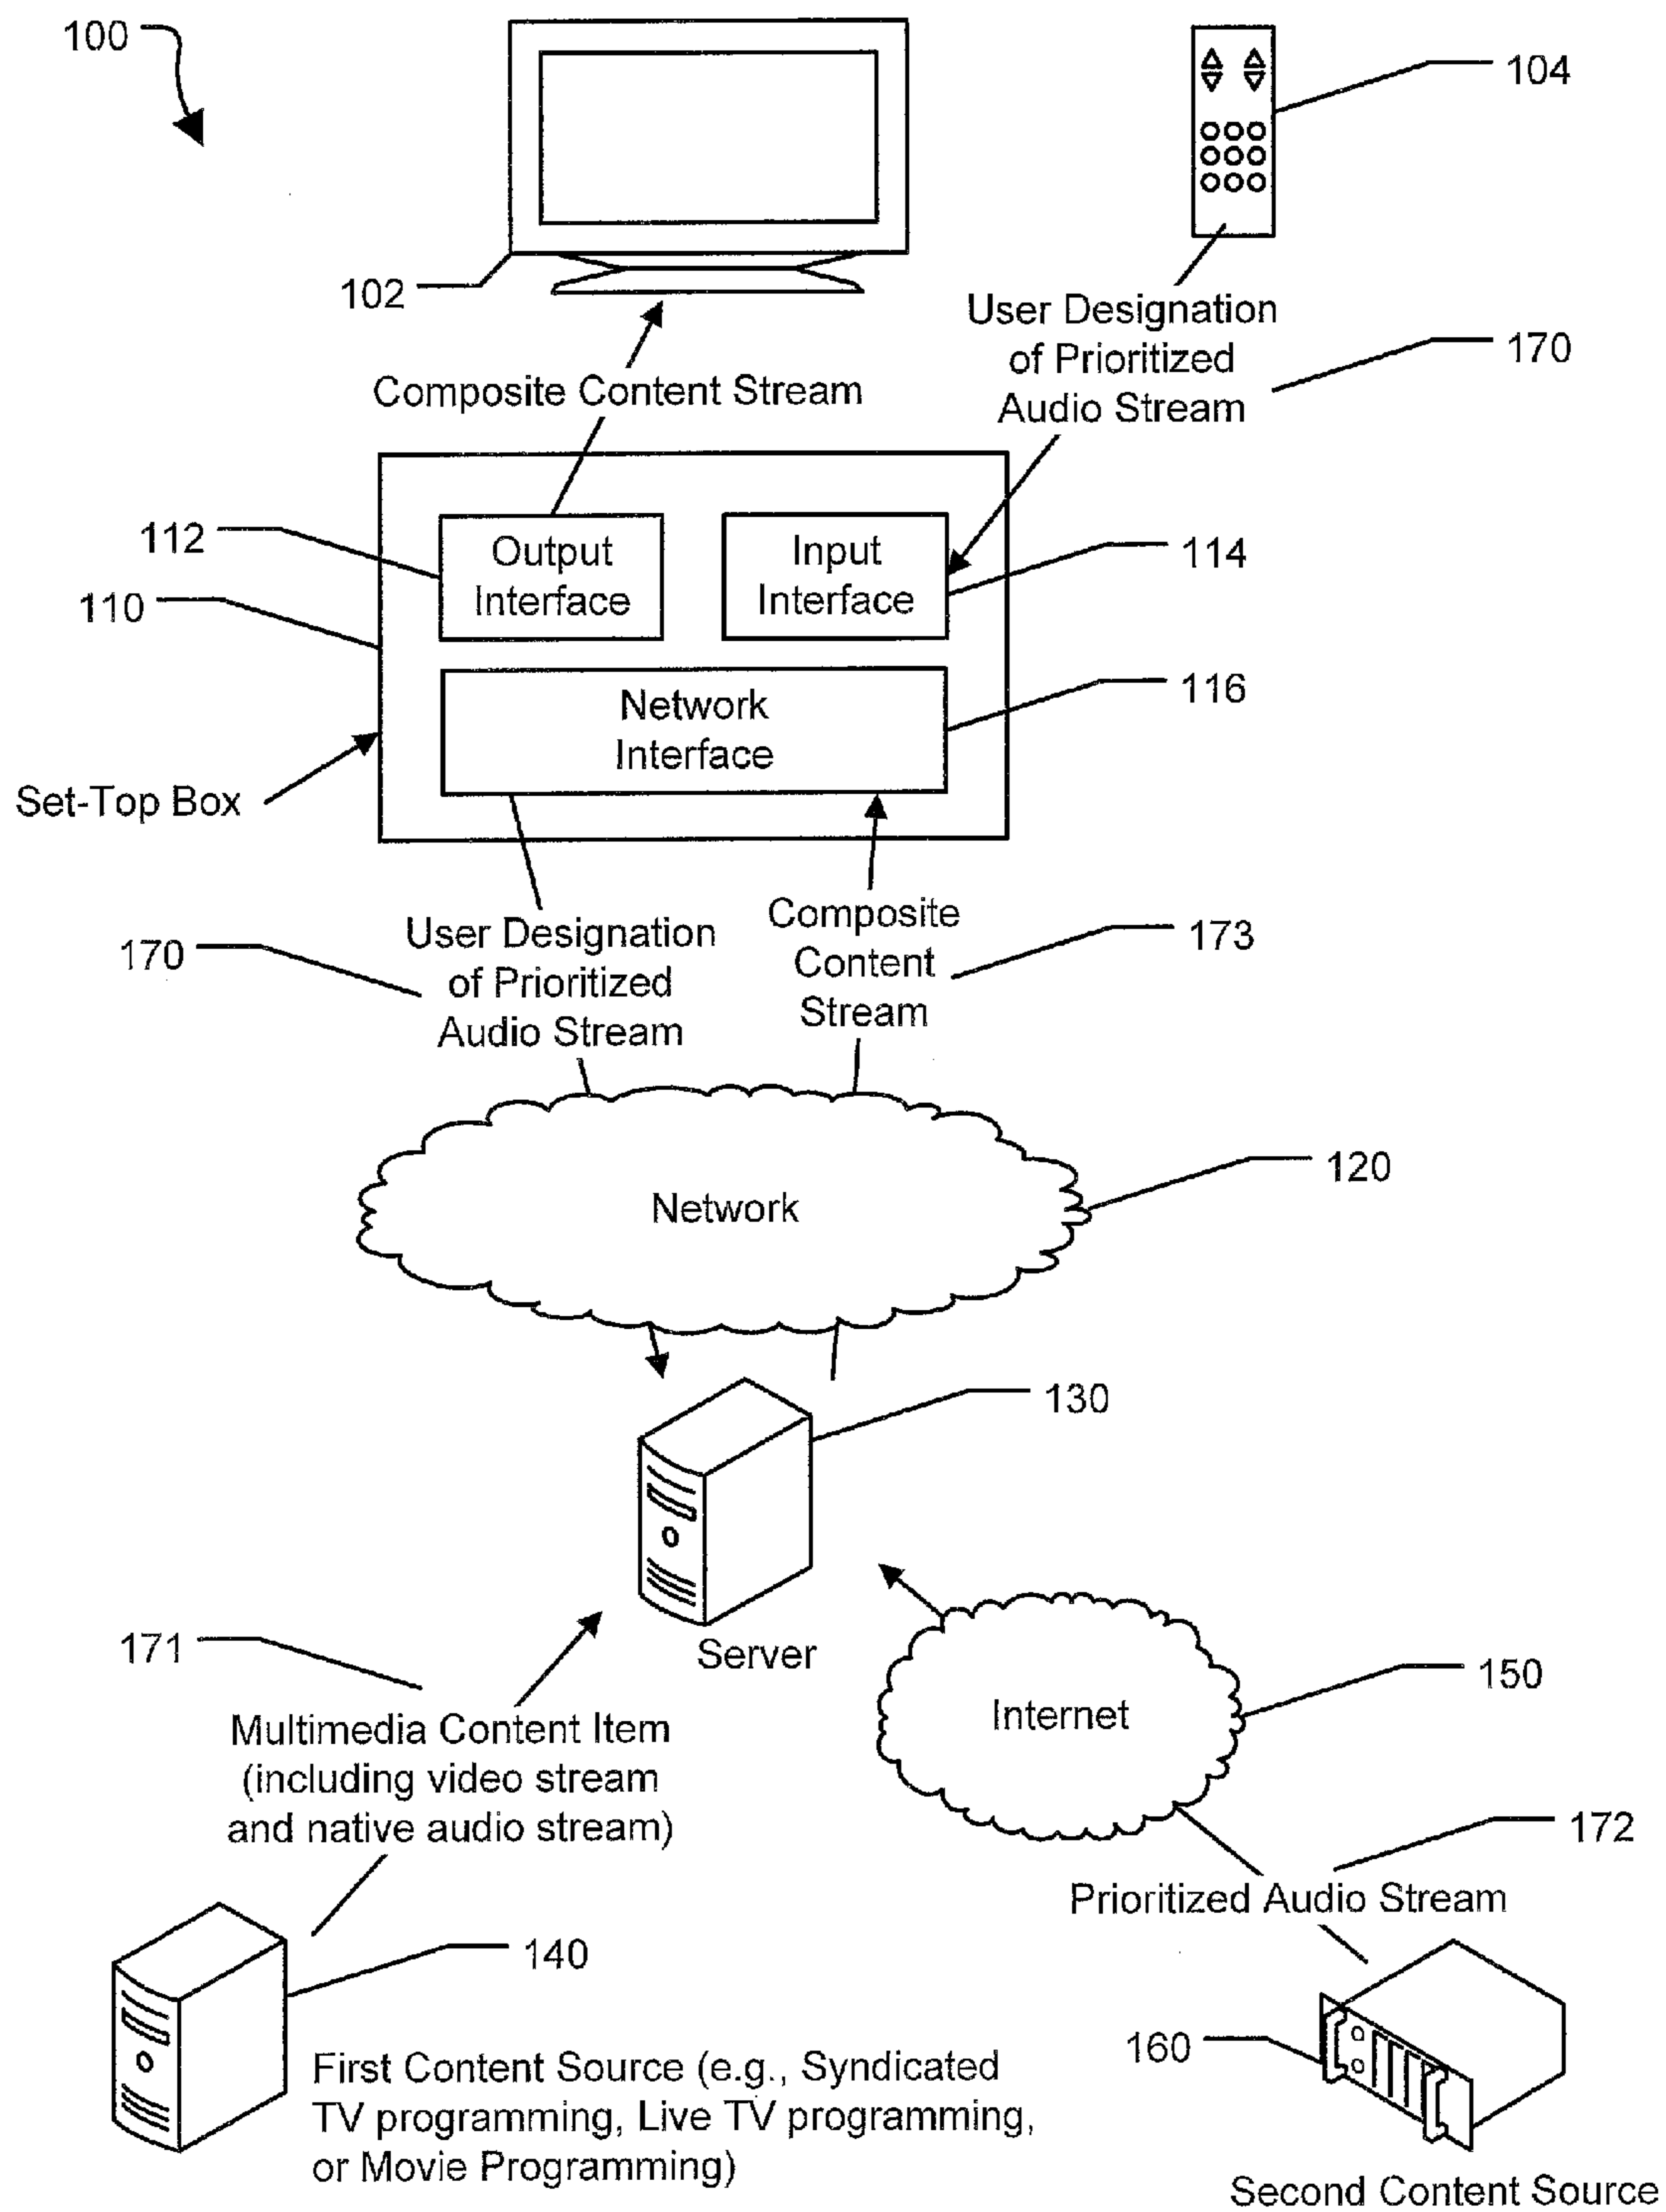 100
104
102
User Designation
of Prioritized
Audio Stream
170
Composite Content Stream
112
Output
Interface
Input
Interface
114
110
Network
Interface
116
Set-Top Box
170
User Designation
of Prioritized
Audio Stream
Composite
Content
Stream
173
Network
120
130
Server
171
Multimedia Content Item
(including video stream
and native audio stream)
Internet
150
172
Prioritized Audio Stream
140
First Content Source (e.g., Syndicated
TV programming, Live TV programming,
or Movie Programming)
160
Second Content Source